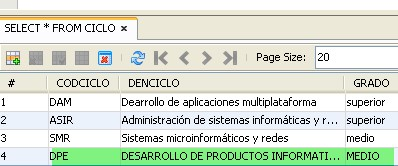 SELECT * FROM CICLO
Page Size: 20
# CODCICLO DENCICLO GRADO
1 DAM Dearrollo de aplicaciones multiplataforma superior
2 ASIR Administración de sistemas informáticas y r... superior
3 SMR Sistemas microinformáticos y redes medio
4 DPE DESARROLLO DE PRODUCTOS INFORMATI... MEDIO